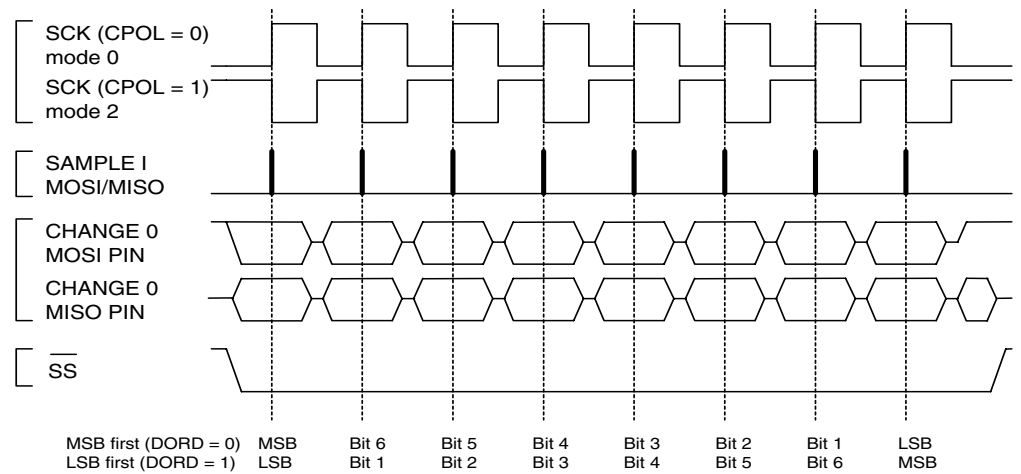 SCK (CPOL = 0)
mode 0
SCK (CPOL = 1)
mode 2
SAMPLE I
MOSI/MISO
CHANGE 0
MOSI PIN
CHANGE 0
MISO PIN
SS
MSB first (DORD = 0) MSB Bit 6 Bit 5 Bit 4 Bit 3 Bit 2 Bit 1 LSB
LSB first (DORD = 1) LSB Bit 1 Bit 2 Bit 3 Bit 4 Bit 5 Bit 6 MSB